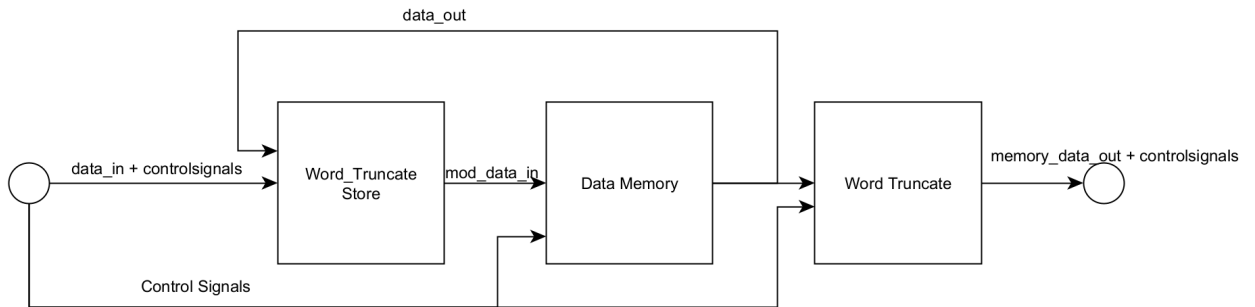 data_out
data_in + controlsignals
Word_Truncate
Store
mod_data_in
Data Memory
Word Truncate
memory_data_out + controlsignals
Control Signals